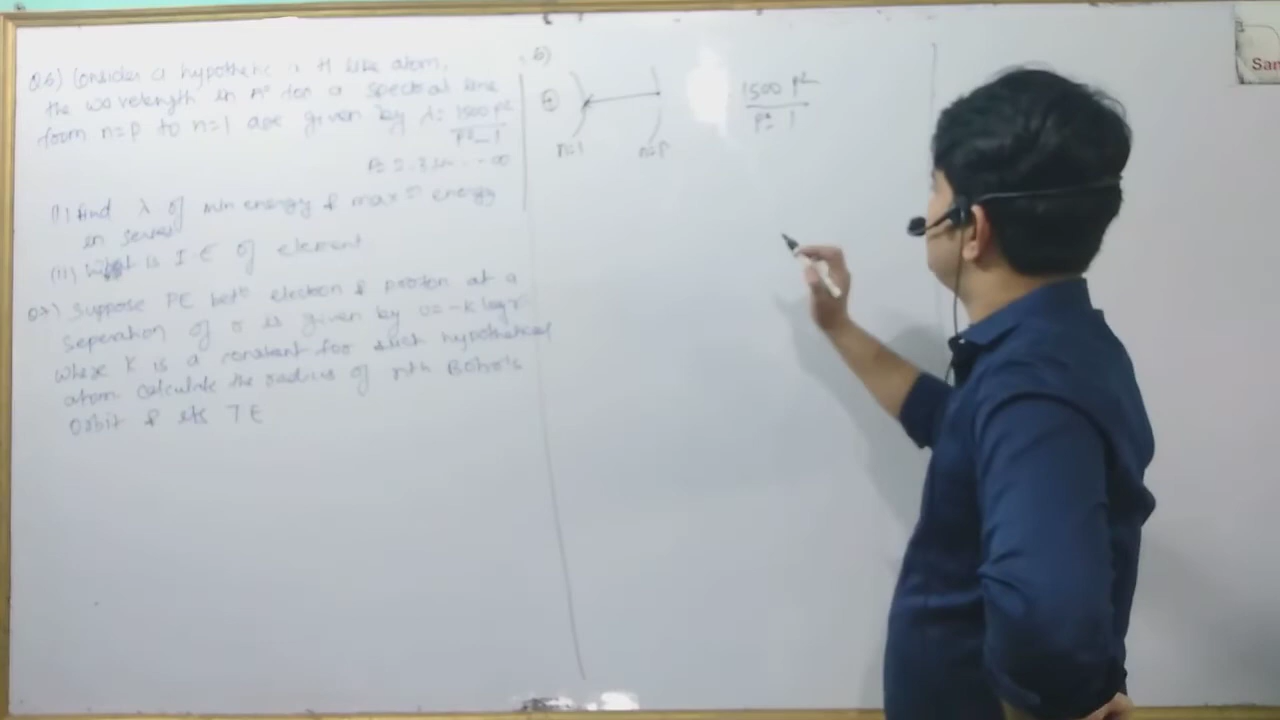 Q6) Consider a hypothetic H like atom,
the wavelength in A° for a spectral line
from n=P to n=1 are given by λ= 1500 P²
P²-1
P= 2,3,4 - - - ∞
(I) find λ of min energy & max energy
in series
(II) What is I E of element
Q7) Suppose PE betⁿ electron & proton at a
seperation of r is given by U= -K log r
where K is a constant for such hypothetical
atom calculate the radius of nth Bohr's
Orbit & its T E
6)
+
n=1 n=P
1500 P²
P² 1
San